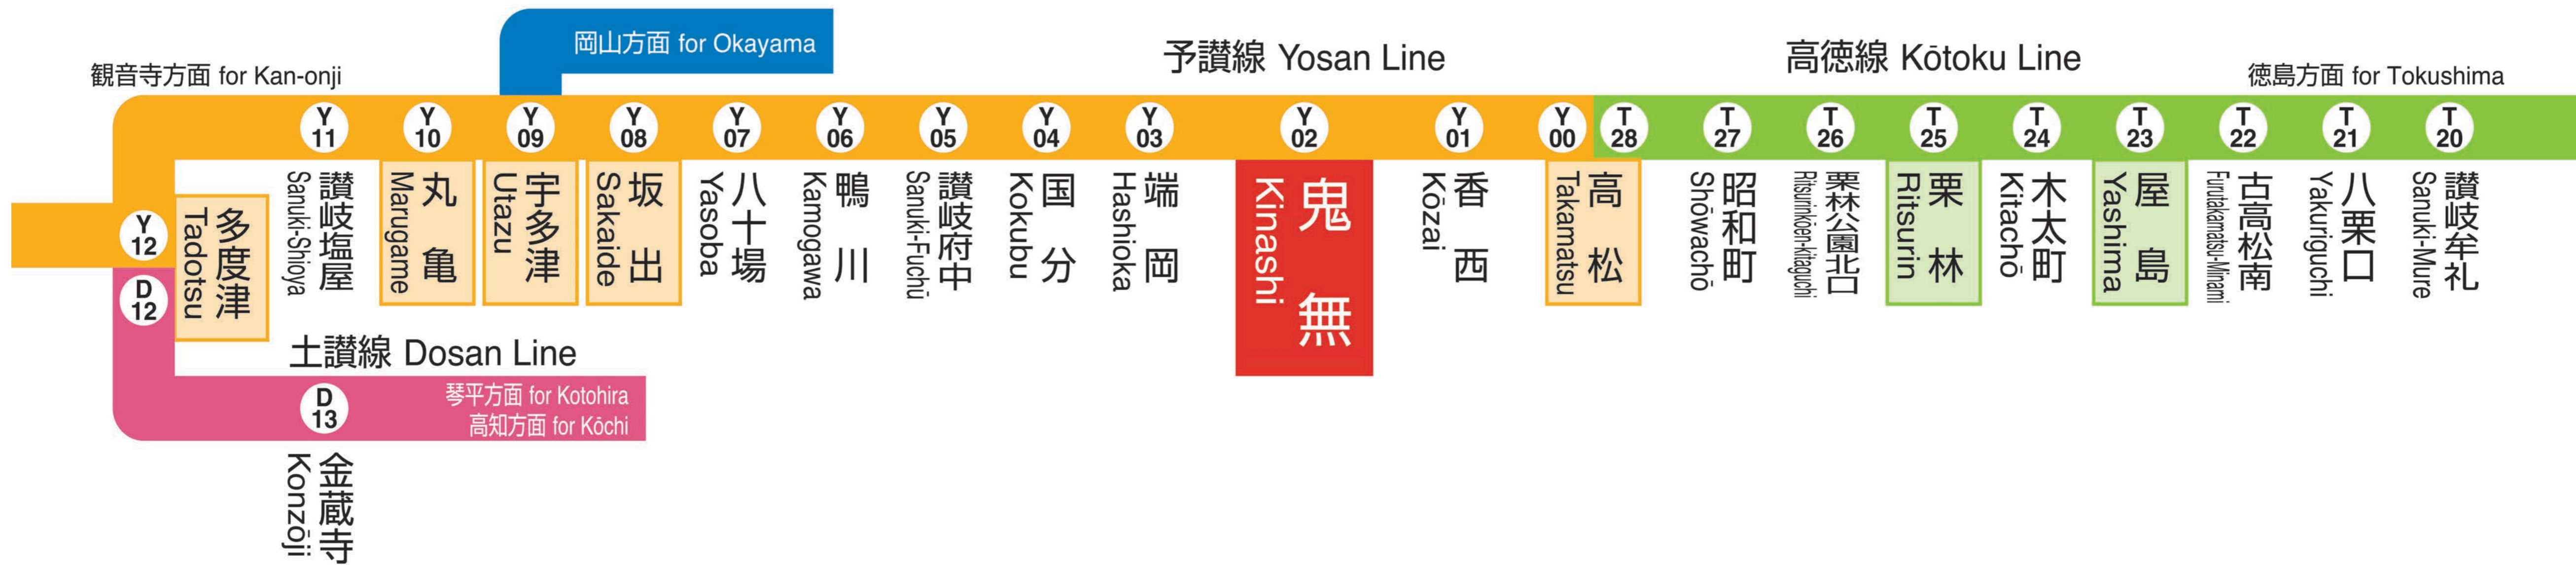 岡山方面 for Okayama
観音寺方面 for Kan-onji
予讃線 Yosan Line
高徳線 Kōtoku Line
徳島方面 for Tokushima
Y
12
D
12
多度津
Tadotsu
Y
11
讃岐塩屋
Sanuki-Shioya
Y
10
丸亀
Marugame
Y
09
宇多津
Utazu
Y
08
坂出
Sakaide
Y
07
八十場
Yasoba
Y
06
鴨川
Kamogawa
Y
05
讃岐府中
Sanuki-Fuchū
Y
04
国分
Kokubu
Y
03
端岡
Hashioka
Y
02
鬼無
Kinashi
Y
01
香西
Kōzai
Y
00
T
28
高松
Takamatsu
T
27
昭和町
Shōwachō
T
26
栗林公園北口
Ritsurinkōen-kitaguchi
T
25
栗林
Ritsurin
T
24
木太町
Kitachō
T
23
屋島
Yashima
T
22
古高松南
Furutakamatsu-Minami
T
21
八栗口
Yakuriguchi
T
20
讃岐牟礼
Sanuki-Mure
土讃線 Dosan Line
D
13
琴平方面 for Kotohira
高知方面 for Kōchi
金蔵寺
Konzōji